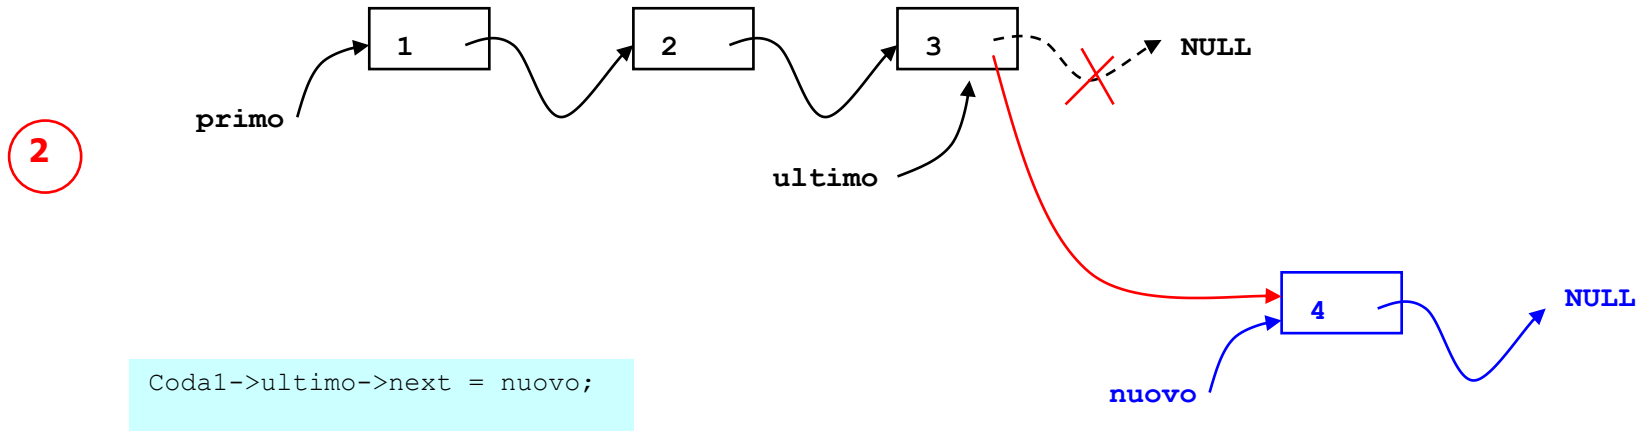 1 2 3 NULL
primo
2
ultimo
NULL
4
Coda1->ultimo->next = nuovo;
nuovo